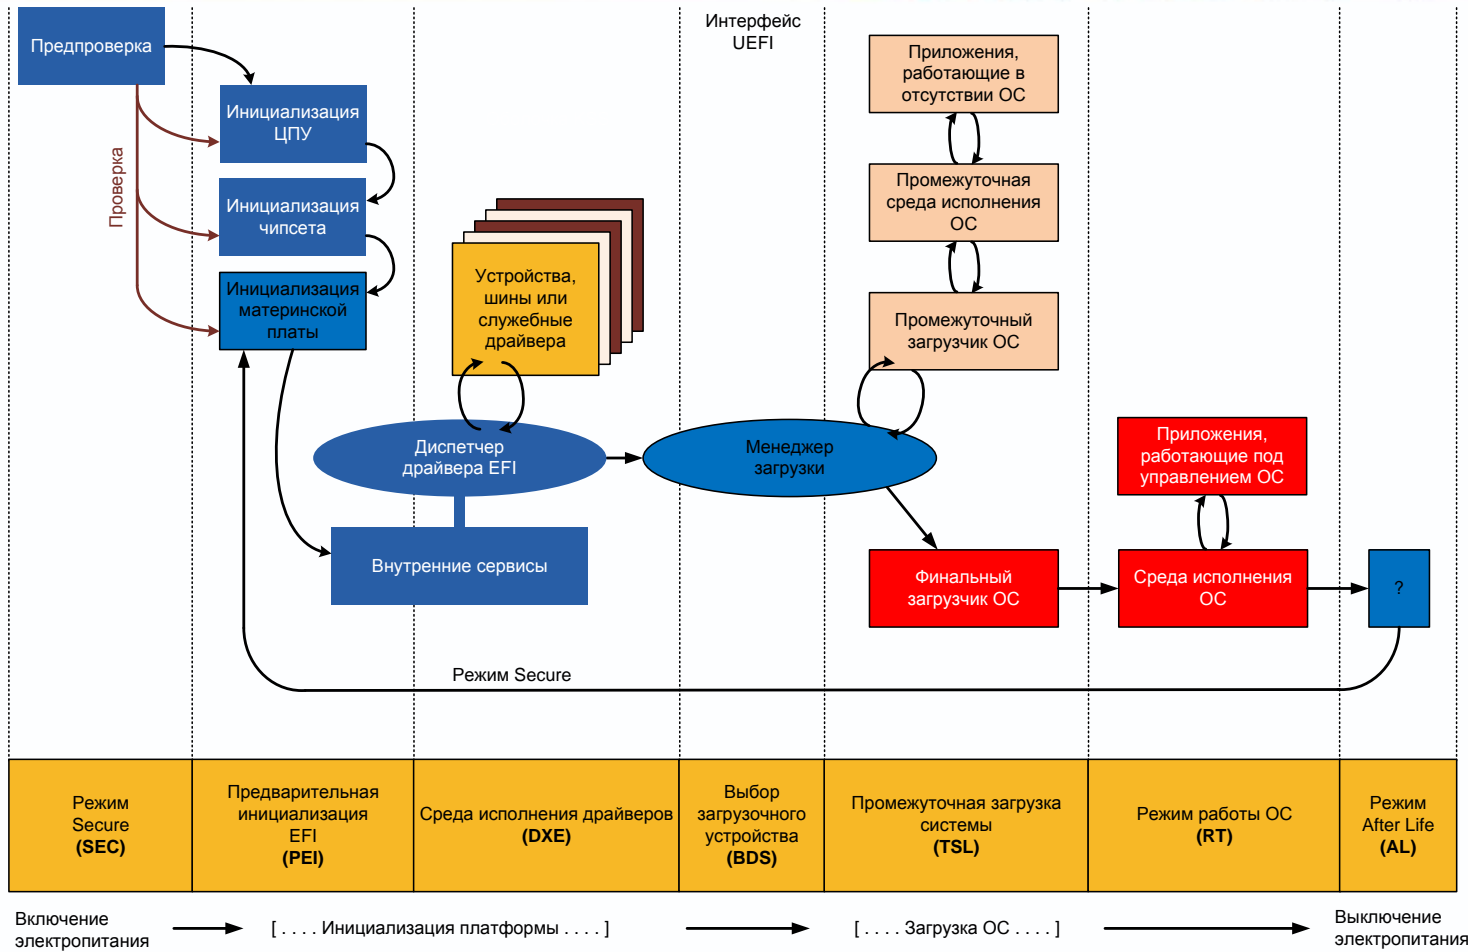 Предпроверка
Проверка
Инициализация
ЦПУ
Инициализация
чипсета
Инициализация
материнской
платы
Устройства,
шины или
служебные
драйвера
Диспетчер
драйвера EFI
Внутренние сервисы
Интерфейс
UEFI
Менеджер
загрузки
Приложения,
работающие в
отсутствии ОС
Промежуточная
среда исполнения
ОС
Промежуточный
загрузчик ОС
Финальный
загрузчик ОС
Приложения,
работающие под
управлением ОС
Среда исполнения
ОС
?
Режим Secure
Режим
Secure
(SEC)
Предварительная
инициализация
EFI
(PEI)
Среда исполнения драйверов
(DXE)
Выбор
загрузочного
устройства
(BDS)
Промежуточная загрузка
системы
(TSL)
Режим работы ОС
(RT)
Режим
After Life
(AL)
Включение
электропитания
[ . . . . Инициализация платформы . . . . ]
[ . . . . Загрузка ОС . . . . ]
Выключение
электропитания